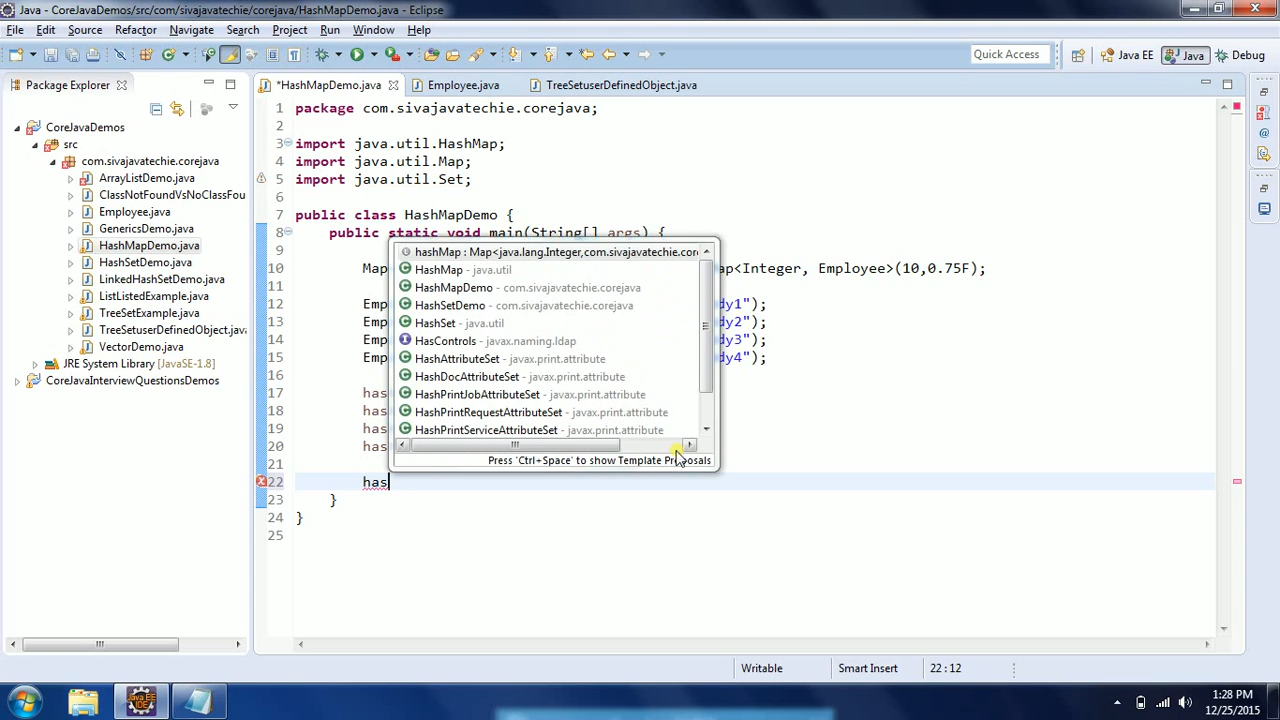 Java - CoreJavaDemos/src/com/sivajavatechie/corejava/HashMapDemo.java - Eclipse
File Edit Source Refactor Navigate Search Project Run Window Help
Quick Access Java EE Java Debug
Package Explorer *HashMapDemo.java Employee.java TreeSetuserDefinedObject.java
CoreJavaDemos
src
com.sivajavatechie.corejava
ArrayListDemo.java
ClassNotFoundVsNoClassFou
Employee.java
GenericsDemo.java
HashMapDemo.java
HashSetDemo.java
LinkedHashSetDemo.java
ListListedExample.java
TreeSetExample.java
TreeSetuserDefinedObject.java
VectorDemo.java
JRE System Library [JavaSE-1.8]
CoreJavaInterviewQuestionsDemos
1 package com.sivajavatechie.corejava;
2
3 import java.util.HashMap;
4 import java.util.Map;
5 import java.util.Set;
6
7 public class HashMapDemo {
8 public static void main(String[] args) {
9
10 Map ap<Integer, Employee>(10,0.75F);
12 Emp dy1");
13 Emp dy2");
14 Emp dy3");
15 Emp dy4");
16
17 has
18 has
19 has
20 has
21
22 has
23 }
24 }
25
hashMap : Map<java.lang.Integer,com.sivajavatechie.cor
HashMap - java.util
HashMapDemo - com.sivajavatechie.corejava
HashSetDemo - com.sivajavatechie.corejava
HashSet - java.util
HasControls - javax.naming.ldap
HashAttributeSet - javax.print.attribute
HashDocAttributeSet - javax.print.attribute
HashPrintJobAttributeSet - javax.print.attribute
HashPrintRequestAttributeSet - javax.print.attribute
HashPrintServiceAttributeSet - javax.print.attribute
Press 'Ctrl+Space' to show Template Proposals
Writable Smart Insert 22 : 12
Java EE IDE
1:28 PM
12/25/2015